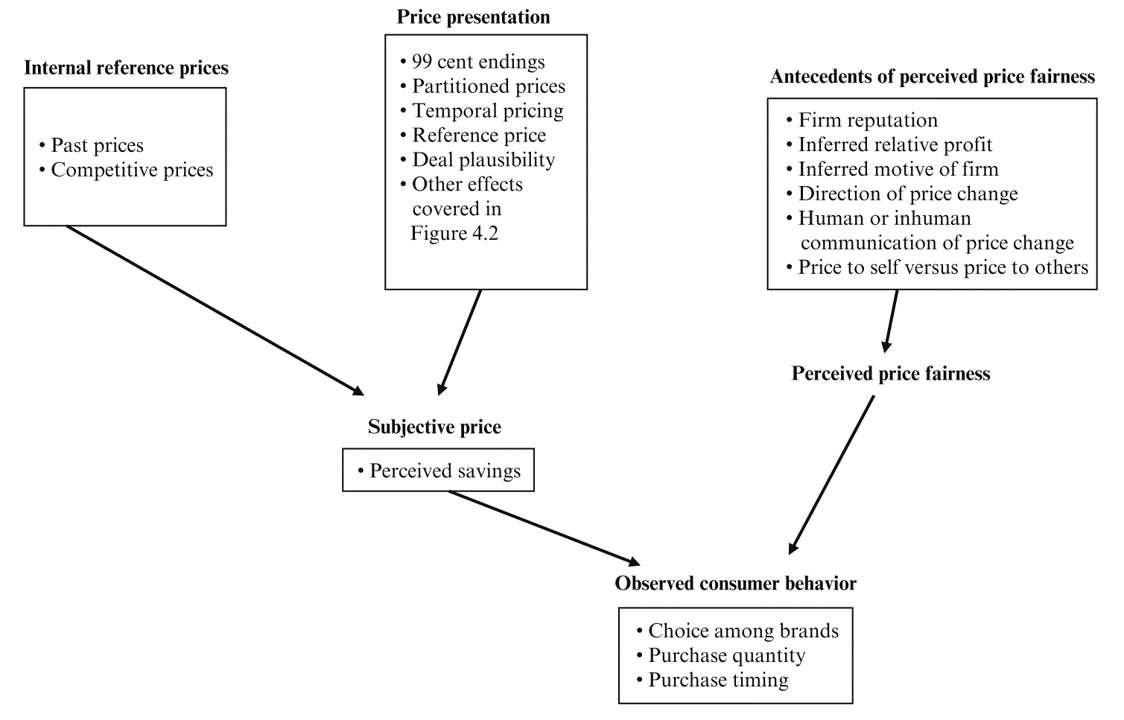 Price presentation
• 99 cent endings
• Partitioned prices
• Temporal pricing
• Reference price
• Deal plausibility
• Other effects
covered in
Figure 4.2
Internal reference prices
• Past prices
• Competitive prices
Antecedents of perceived price fairness
• Firm reputation
• Inferred relative profit
• Inferred motive of firm
• Direction of price change
• Human or inhuman
communication of price change
• Price to self versus price to others
Perceived price fairness
Subjective price
• Perceived savings
Observed consumer behavior
• Choice among brands
• Purchase quantity
• Purchase timing